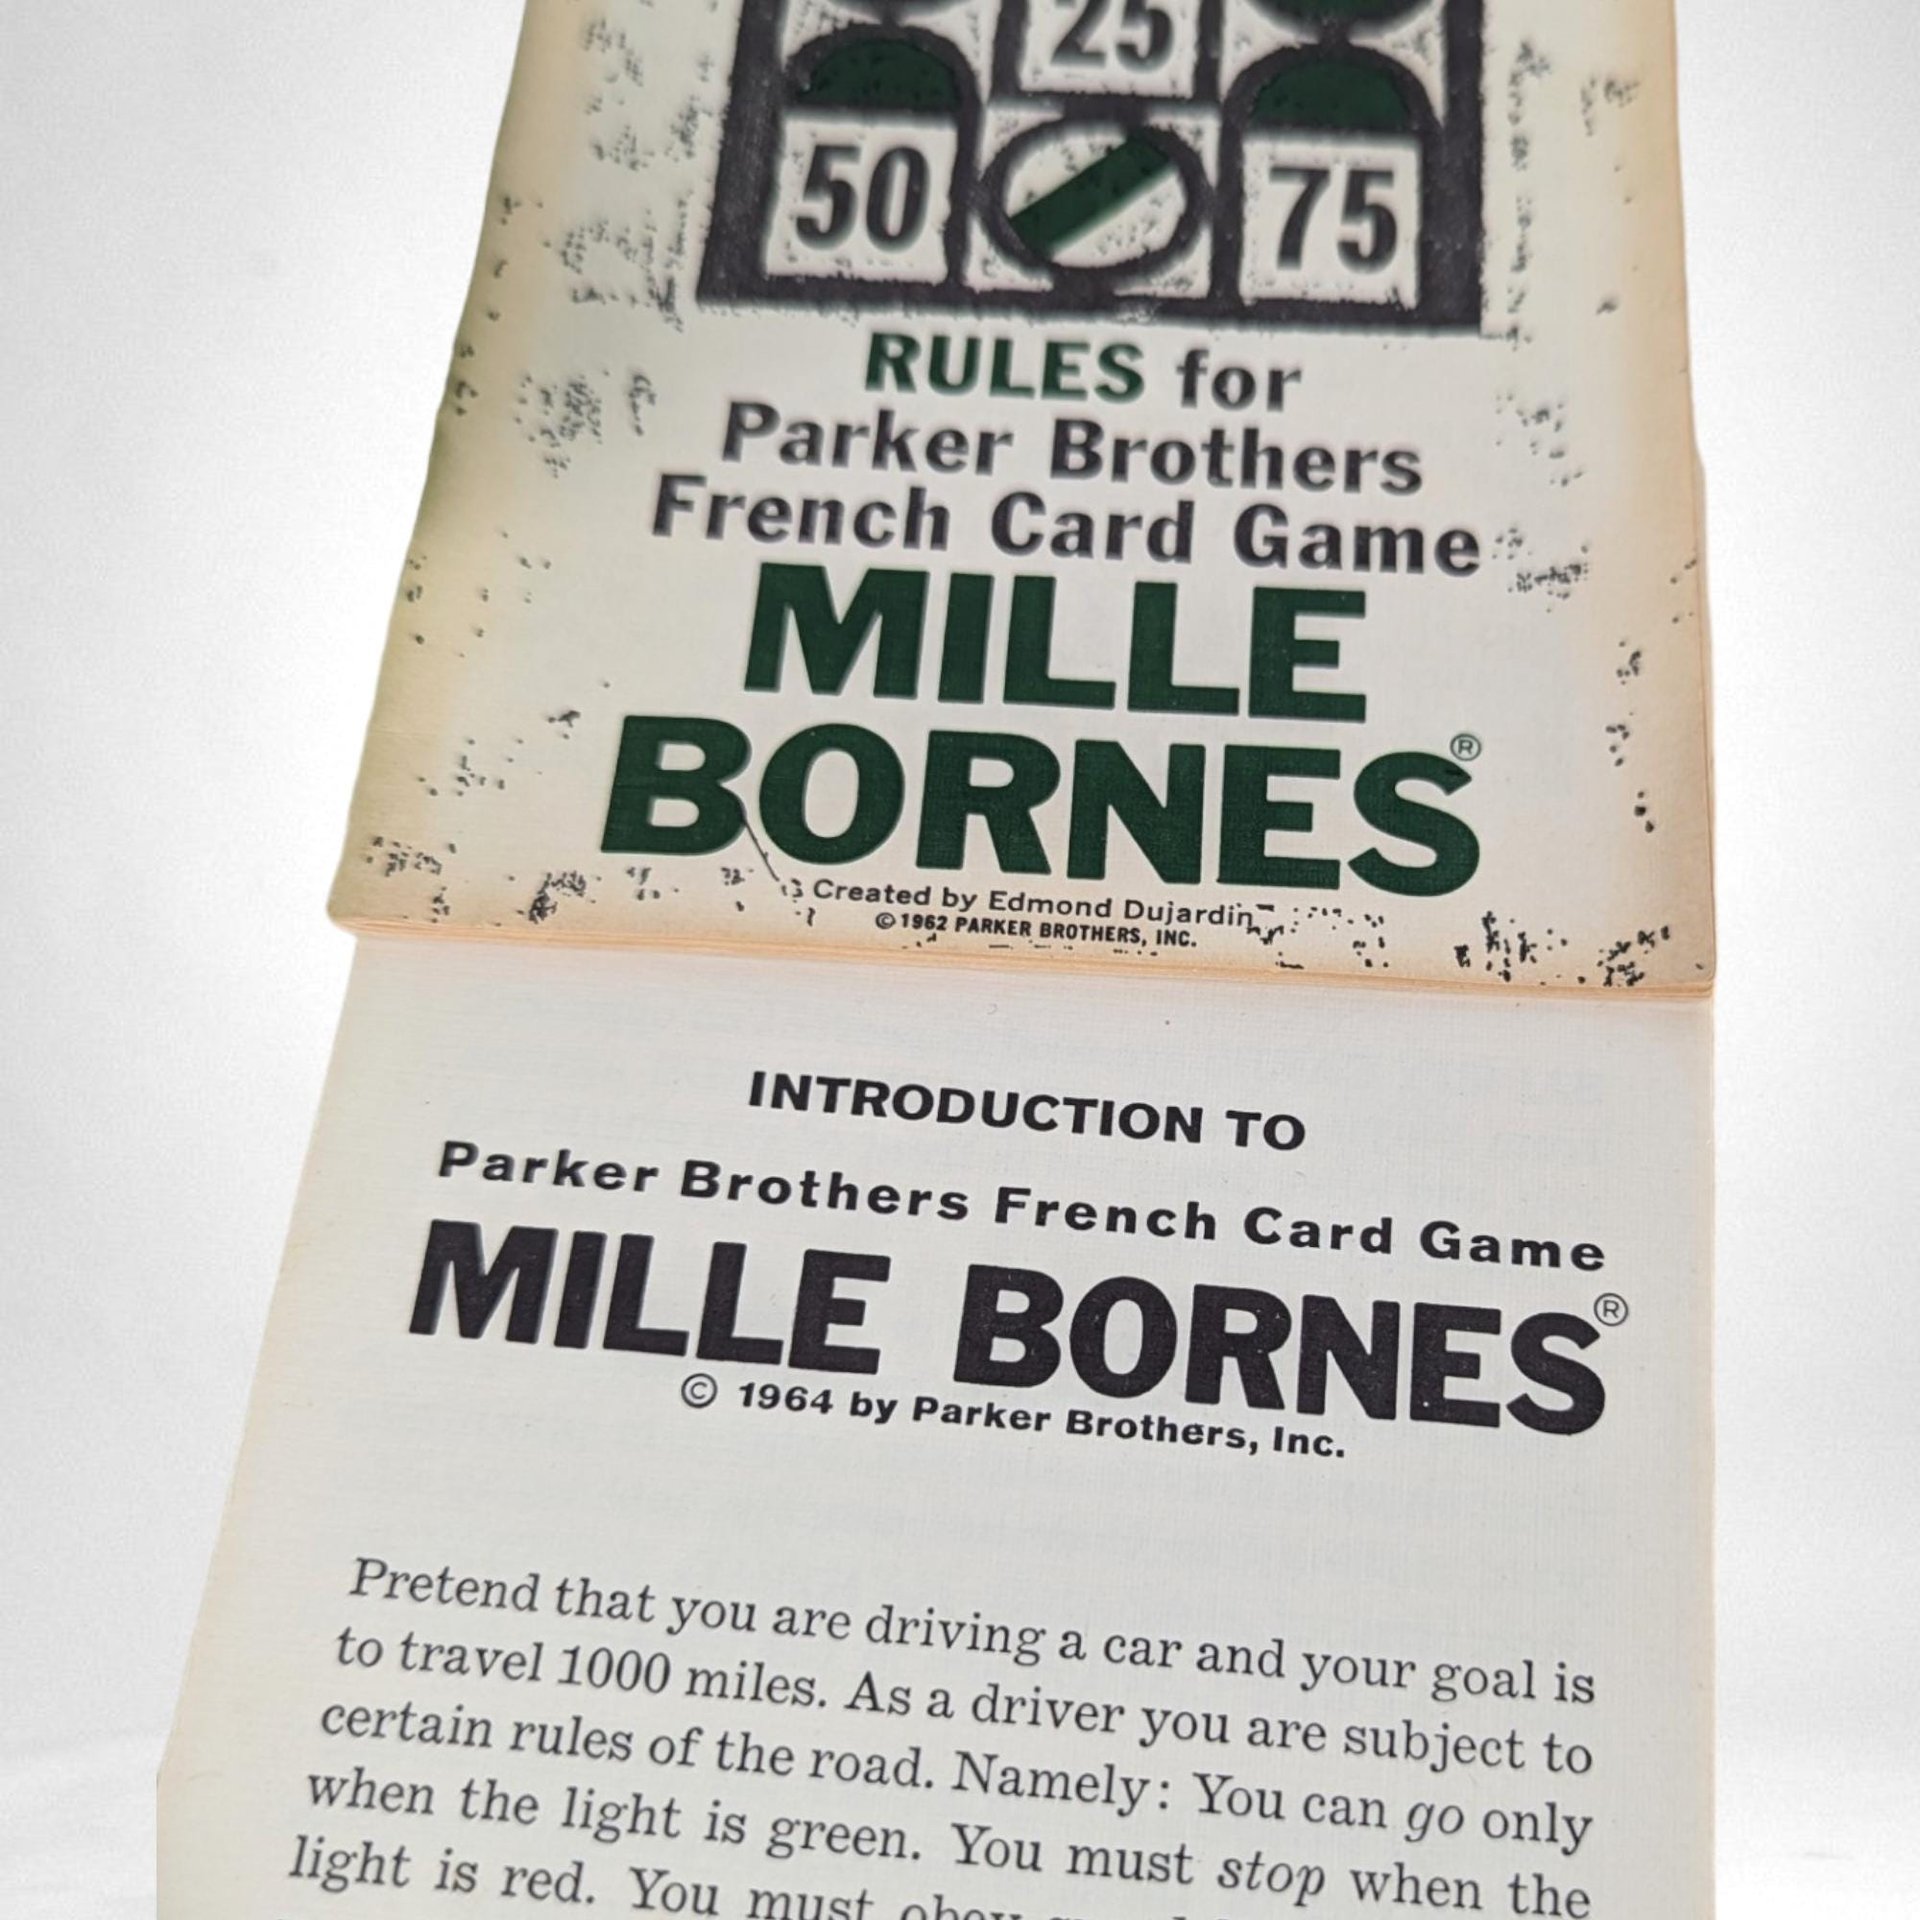 25
50
75
RULES for
Parker Brothers
French Card Game
MILLE
BORNES®
Created by Edmond Dujardin
© 1962 PARKER BROTHERS, INC.
INTRODUCTION TO
Parker Brothers French Card Game
MILLE BORNES®
© 1964 by Parker Brothers, Inc.
Pretend that you are driving a car and your goal is
to travel 1000 miles. As a driver you are subject to
certain rules of the road. Namely: You can go only
when the light is green. You must stop when the
light is red. You must obey